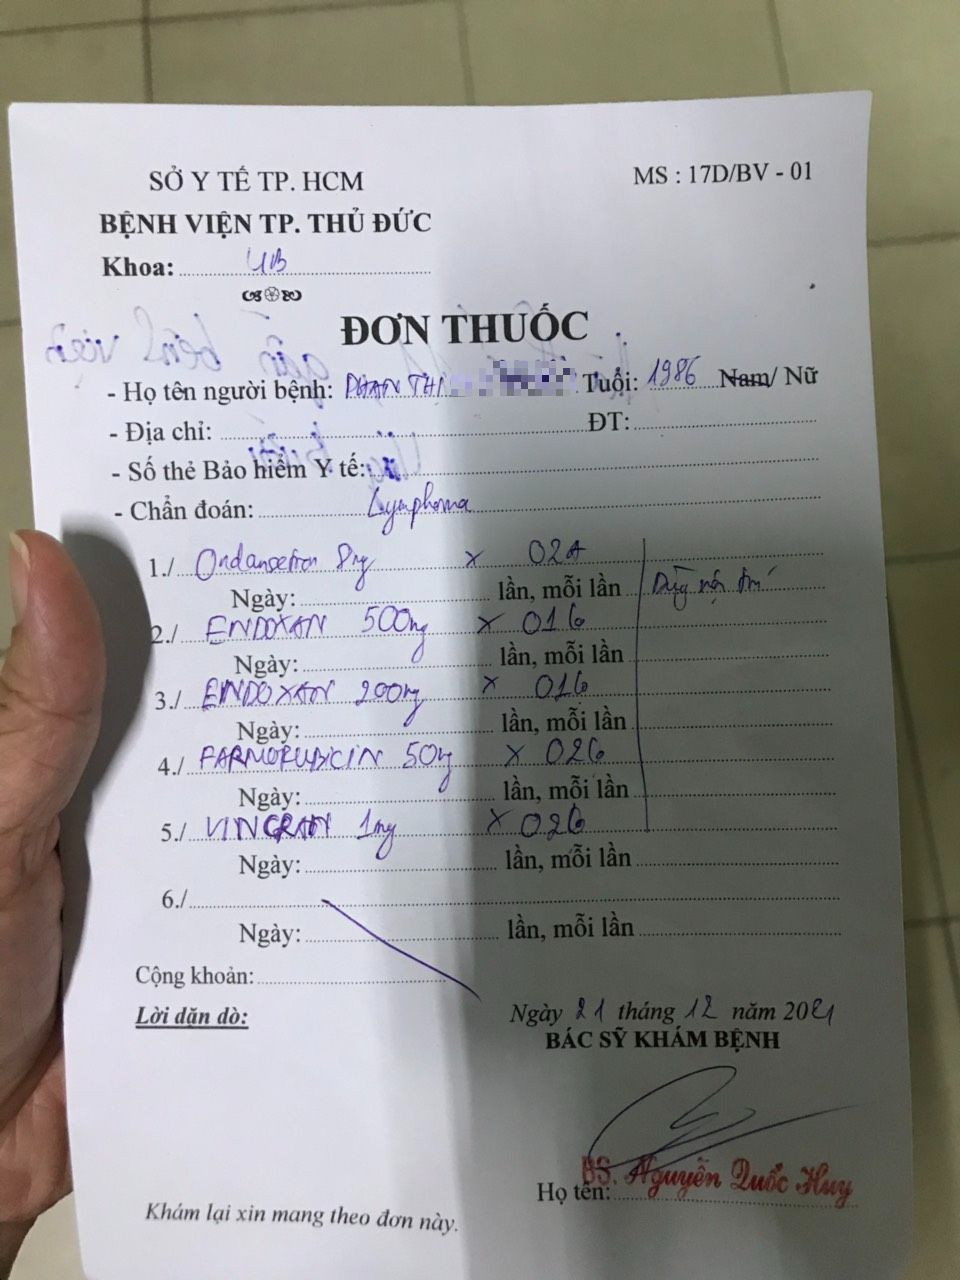 SỞ Y TẾ TP. HCM
MS : 17D/BV - 01
BỆNH VIỆN TP. THỦ ĐỨC
Khoa: UB
ĐƠN THUỐC
- Họ tên người bệnh: PHAN THỊ Tuổi: 1986 Nam/ Nữ
- Địa chỉ: ĐT:
- Số thẻ Bảo hiểm Y tế:
- Chẩn đoán: Lymphoma
1./ Ondansetron 8mg x 02A
Ngày: lần, mỗi lần
2./ ENDOXAN 500mg x 01G
Ngày: lần, mỗi lần
3./ ENDOXAN 200mg x 01G
Ngày: lần, mỗi lần
4./ FARMORUBICIN 50mg x 02G
Ngày: lần, mỗi lần
5./ VINCRAN 1mg x 02G
Ngày: lần, mỗi lần
6./
Ngày: lần, mỗi lần
Cộng khoản:
Lời dặn dò:
Ngày 21 tháng 12 năm 2021
BÁC SỸ KHÁM BỆNH
BS. Nguyễn Quốc Huy
Họ tên:
Khám lại xin mang theo đơn này.